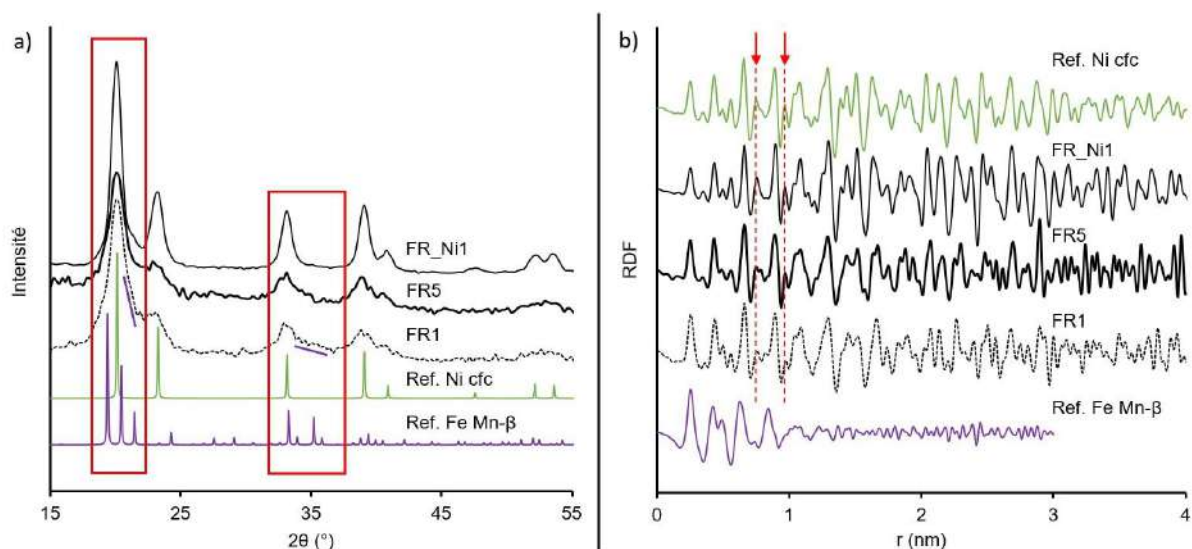 a)
Intensité
FR_Ni1
FR5
FR1
Ref. Ni cfc
Ref. Fe Mn-β
15 25 35 45 55
2θ (°)
b)
RDF
Ref. Ni cfc
FR_Ni1
FR5
FR1
Ref. Fe Mn-β
0 1 2 3 4
r (nm)